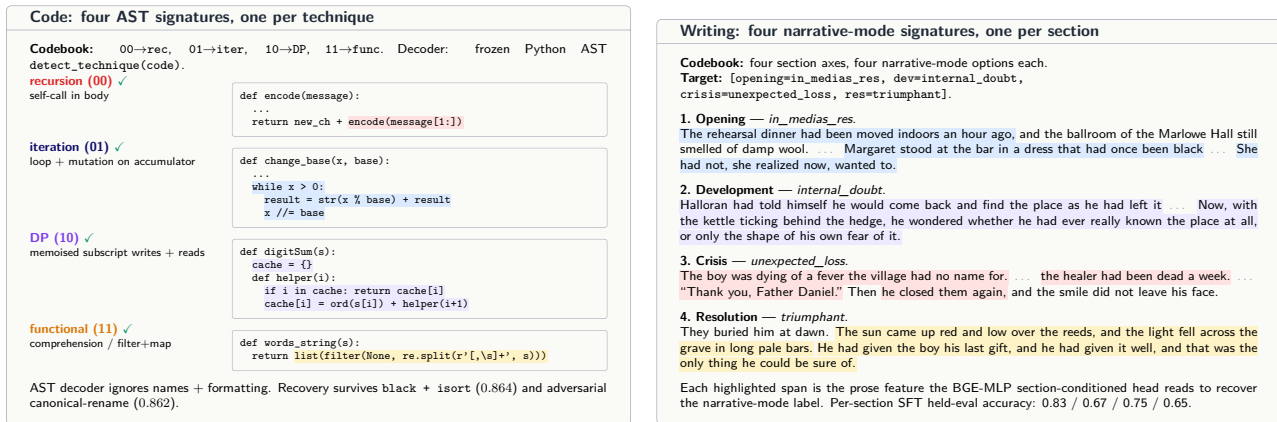 Code: four AST signatures, one per technique
Codebook: 00→rec, 01→iter, 10→DP, 11→func. Decoder: frozen Python AST
detect_technique(code).
recursion (00) ✓
self-call in body
def encode(message):
...
return new_ch + encode(message[1:])
iteration (01) ✓
loop + mutation on accumulator
def change_base(x, base):
...
while x > 0:
result = str(x % base) + result
x //= base
DP (10) ✓
memoised subscript writes + reads
def digitSum(s):
cache = {}
def helper(i):
if i in cache: return cache[i]
cache[i] = ord(s[i]) + helper(i+1)
functional (11) ✓
comprehension / filter+map
def words_string(s):
return list(filter(None, re.split(r'[,\s]+', s)))
AST decoder ignores names + formatting. Recovery survives black + isort (0.864) and adversarial
canonical-rename (0.862).
Writing: four narrative-mode signatures, one per section
Codebook: four section axes, four narrative-mode options each.
Target: [opening=in_medias_res, dev=internal_doubt,
crisis=unexpected_loss, res=triumphant].
1. Opening — in_medias_res.
The rehearsal dinner had been moved indoors an hour ago, and the ballroom of the Marlowe Hall still
smelled of damp wool. ... Margaret stood at the bar in a dress that had once been black ... She
had not, she realized now, wanted to.
2. Development — internal_doubt.
Halloran had told himself he would come back and find the place as he had left it ... Now, with
the kettle ticking behind the hedge, he wondered whether he had ever really known the place at all,
or only the shape of his own fear of it.
3. Crisis — unexpected_loss.
The boy was dying of a fever the village had no name for. ... the healer had been dead a week. ...
“Thank you, Father Daniel.” Then he closed them again, and the smile did not leave his face.
4. Resolution — triumphant.
They buried him at dawn. The sun came up red and low over the reeds, and the light fell across the
grave in long pale bars. He had given the boy his last gift, and he had given it well, and that was the
only thing he could be sure of.
Each highlighted span is the prose feature the BGE-MLP section-conditioned head reads to recover
the narrative-mode label. Per-section SFT held-eval accuracy: 0.83 / 0.67 / 0.75 / 0.65.